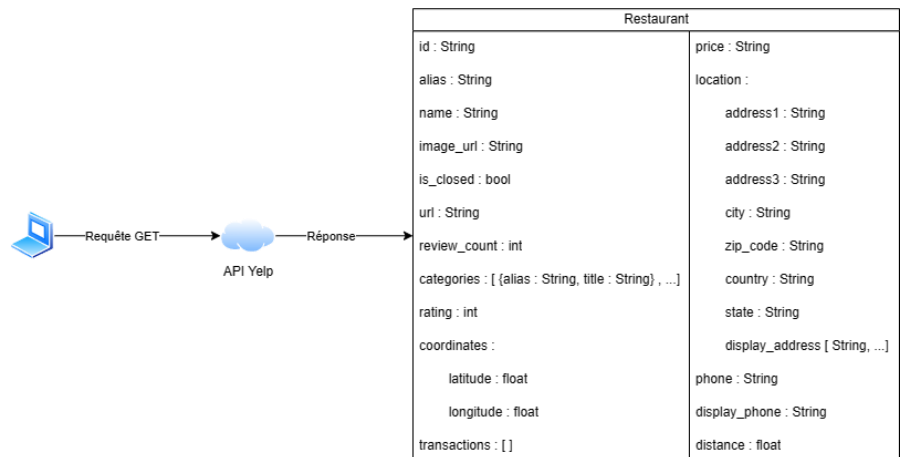 Requête GET
API Yelp
Réponse
Restaurant
id : String
alias : String
name : String
image_url : String
is_closed : bool
url : String
review_count : int
categories : [ {alias : String, title : String} , ...]
rating : int
coordinates :
latitude : float
longitude : float
transactions : [ ]
price : String
location :
address1 : String
address2 : String
address3 : String
city : String
zip_code : String
country : String
state : String
display_address [ String, ...]
phone : String
display_phone : String
distance : float